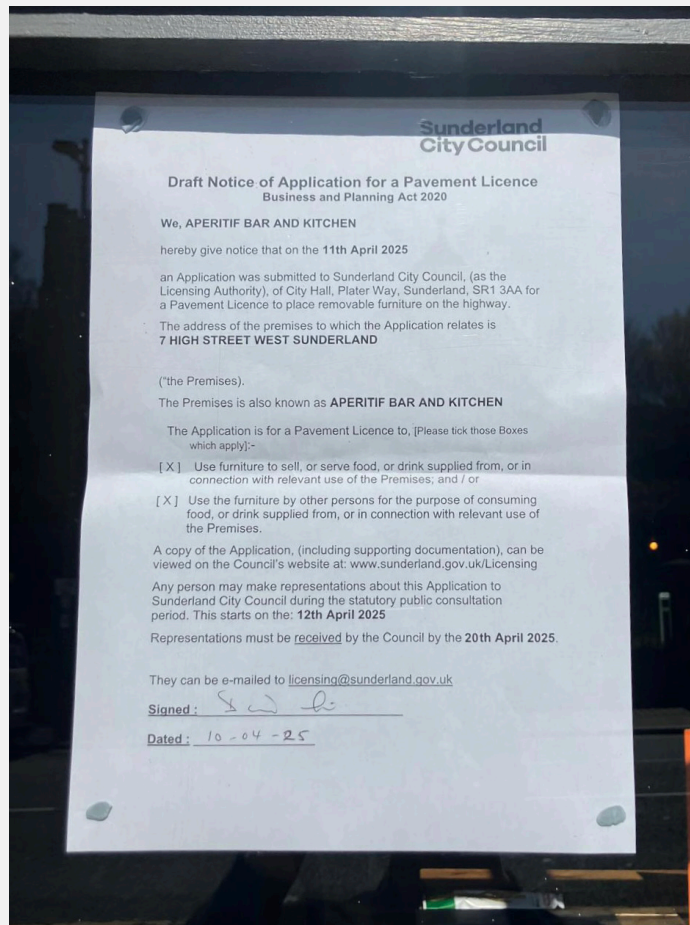 Sunderland
City Council
Draft Notice of Application for a Pavement Licence
Business and Planning Act 2020
We, APERITIF BAR AND KITCHEN
hereby give notice that on the 11th April 2025
an Application was submitted to Sunderland City Council, (as the
Licensing Authority), of City Hall, Plater Way, Sunderland, SR1 3AA for
a Pavement Licence to place removable furniture on the highway.
The address of the premises to which the Application relates is
7 HIGH STREET WEST SUNDERLAND
("the Premises).
The Premises is also known as APERITIF BAR AND KITCHEN
The Application is for a Pavement Licence to, [Please tick those Boxes
which apply]:-
[ X ] Use furniture to sell, or serve food, or drink supplied from, or in
connection with relevant use of the Premises; and / or
[ X ] Use the furniture by other persons for the purpose of consuming
food, or drink supplied from, or in connection with relevant use of
the Premises.
A copy of the Application, (including supporting documentation), can be
viewed on the Council's website at: www.sunderland.gov.uk/Licensing
Any person may make representations about this Application to
Sunderland City Council during the statutory public consultation
period. This starts on the: 12th April 2025
Representations must be received by the Council by the 20th April 2025.
They can be e-mailed to licensing@sunderland.gov.uk
Signed :
Dated : 10-04-25